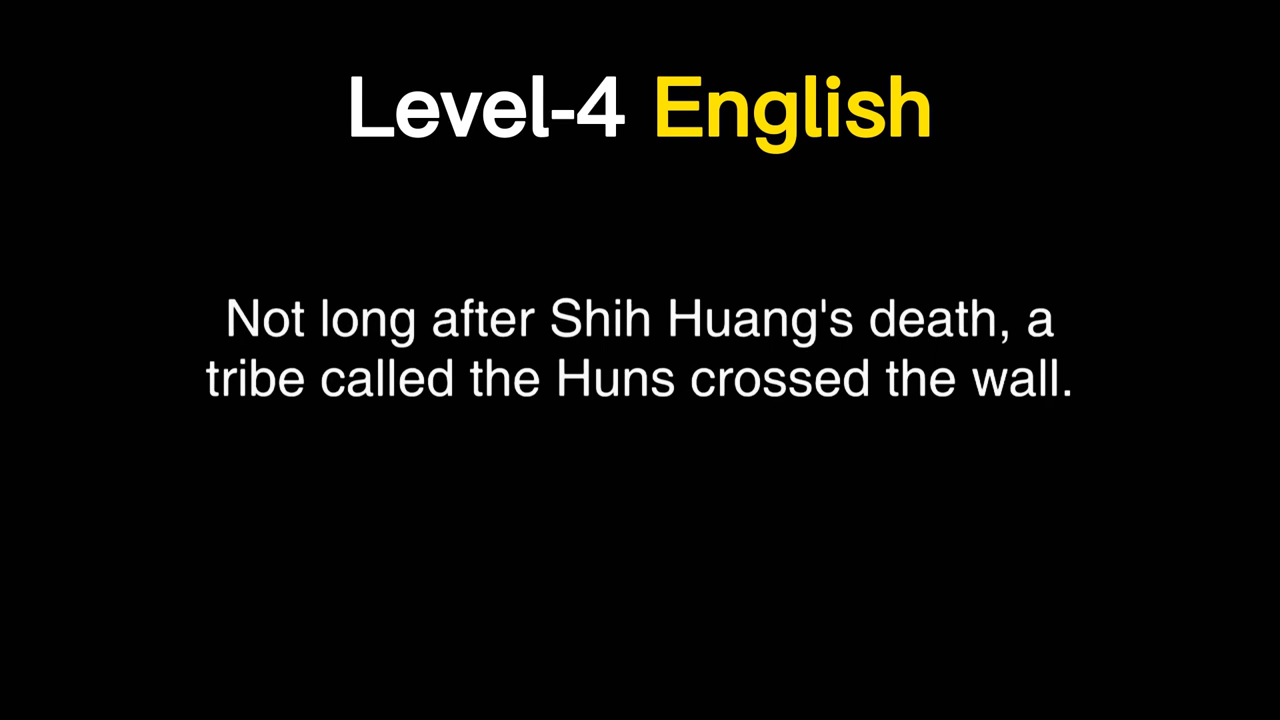 Level-4 English
Not long after Shih Huang's death, a
tribe called the Huns crossed the wall.